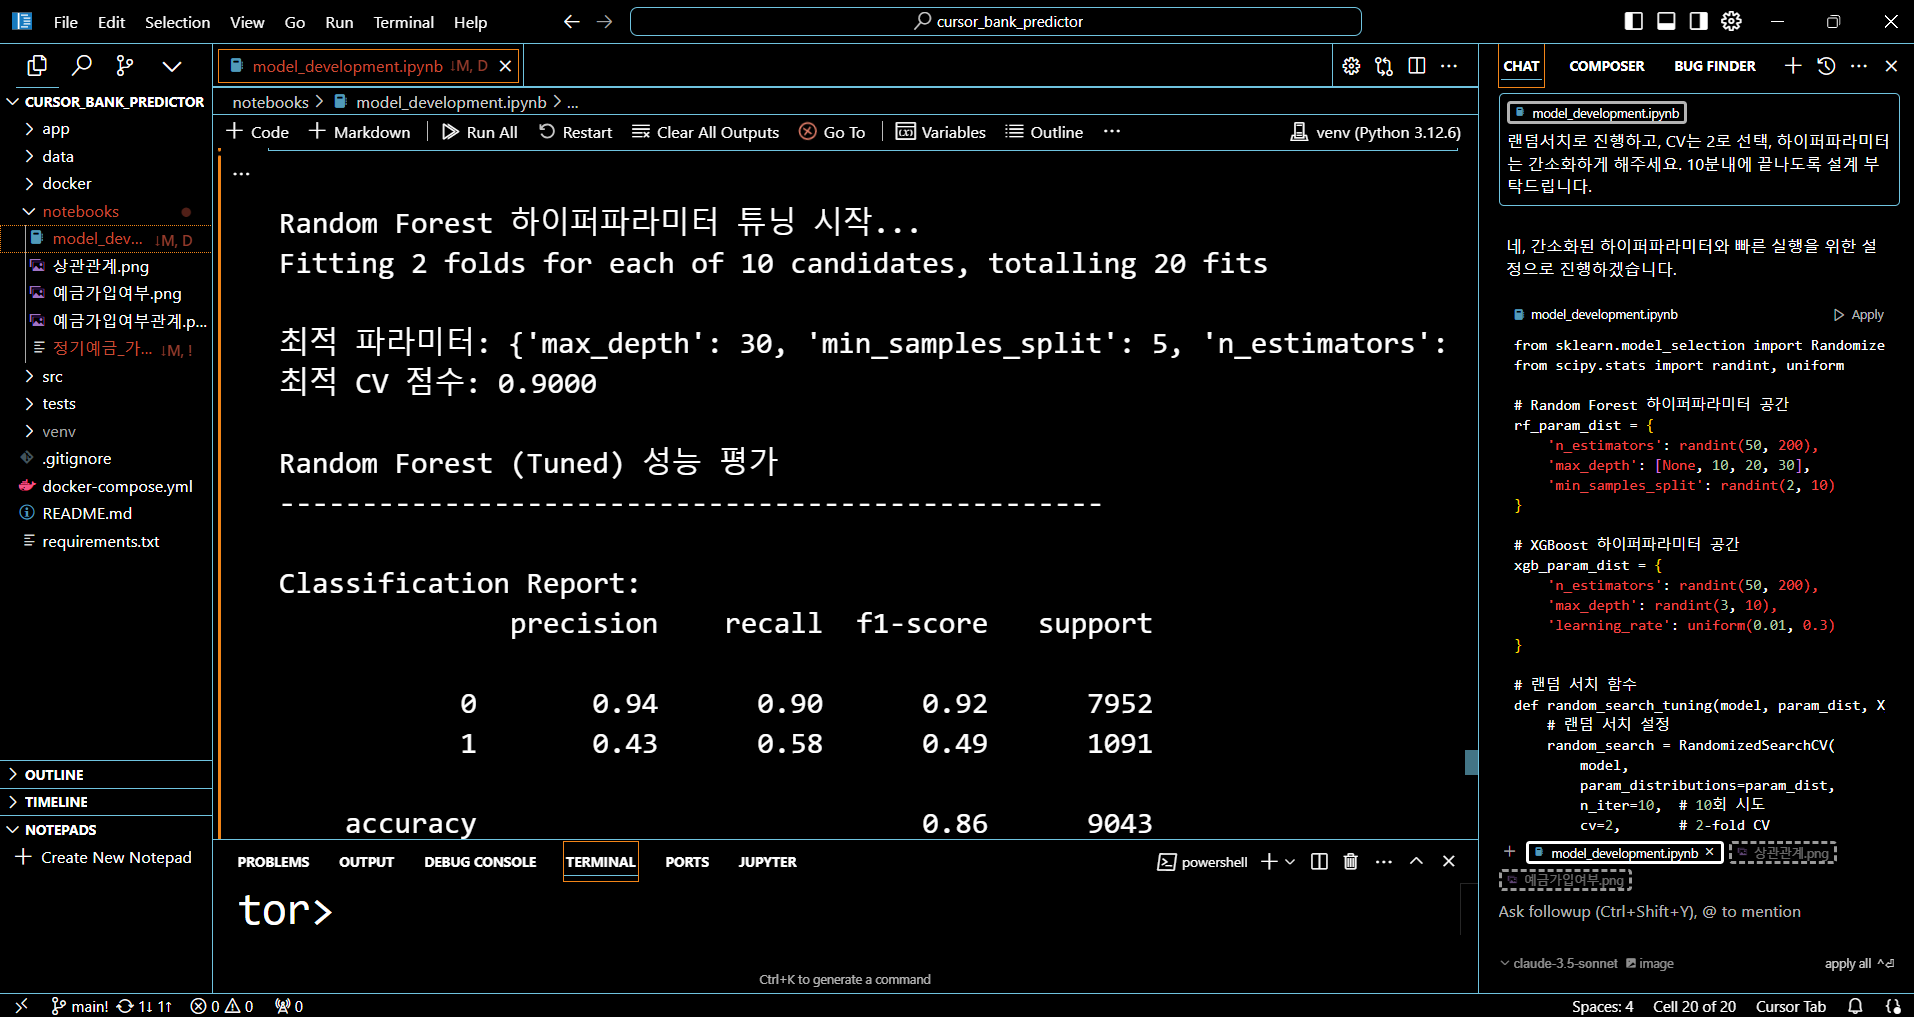 File Edit Selection View Go Run Terminal Help
cursor_bank_predictor
CURSOR_BANK_PREDICTOR
app
data
docker
notebooks
model_dev... ↓M, D
상관관계.png
예금가입여부.png
예금가입여부관계.p...
정기예금_가... ↓M, !
src
tests
venv
.gitignore
docker-compose.yml
README.md
requirements.txt
OUTLINE
TIMELINE
NOTEPADS
Create New Notepad
model_development.ipynb ↓M, D
notebooks > model_development.ipynb > ...
+ Code + Markdown Run All Restart Clear All Outputs Go To Variables Outline ... venv (Python 3.12.6)
...
Random Forest 하이퍼파라미터 튜닝 시작...
Fitting 2 folds for each of 10 candidates, totalling 20 fits
최적 파라미터: {'max_depth': 30, 'min_samples_split': 5, 'n_estimators':
최적 CV 점수: 0.9000
Random Forest (Tuned) 성능 평가
--------------------------------------------------
Classification Report:
precision recall f1-score support
0 0.94 0.90 0.92 7952
1 0.43 0.58 0.49 1091
accuracy 0.86 9043
PROBLEMS OUTPUT DEBUG CONSOLE TERMINAL PORTS JUPYTER
powershell
tor>
Ctrl+K to generate a command
CHAT COMPOSER BUG FINDER
model_development.ipynb
랜덤서치로 진행하고, CV는 2로 선택, 하이퍼파라미터
는 간소화하게 해주세요. 10분내에 끝나도록 설계 부
탁드립니다.
네, 간소화된 하이퍼파라미터와 빠른 실행을 위한 설
정으로 진행하겠습니다.
model_development.ipynb Apply
from sklearn.model_selection import Randomize
from scipy.stats import randint, uniform
# Random Forest 하이퍼파라미터 공간
rf_param_dist = {
'n_estimators': randint(50, 200),
'max_depth': [None, 10, 20, 30],
'min_samples_split': randint(2, 10)
}
# XGBoost 하이퍼파라미터 공간
xgb_param_dist = {
'n_estimators': randint(50, 200),
'max_depth': randint(3, 10),
'learning_rate': uniform(0.01, 0.3)
}
# 랜덤 서치 함수
def random_search_tuning(model, param_dist, X
# 랜덤 서치 설정
random_search = RandomizedSearchCV(
model,
param_distributions=param_dist,
n_iter=10, # 10회 시도
cv=2, # 2-fold CV
+ model_development.ipynb × 상관관계.png
예금가입여부.png
Ask followup (Ctrl+Shift+Y), @ to mention
claude-3.5-sonnet image apply all
main! 1↓ 1↑ 0 0 0
Spaces: 4 Cell 20 of 20 Cursor Tab